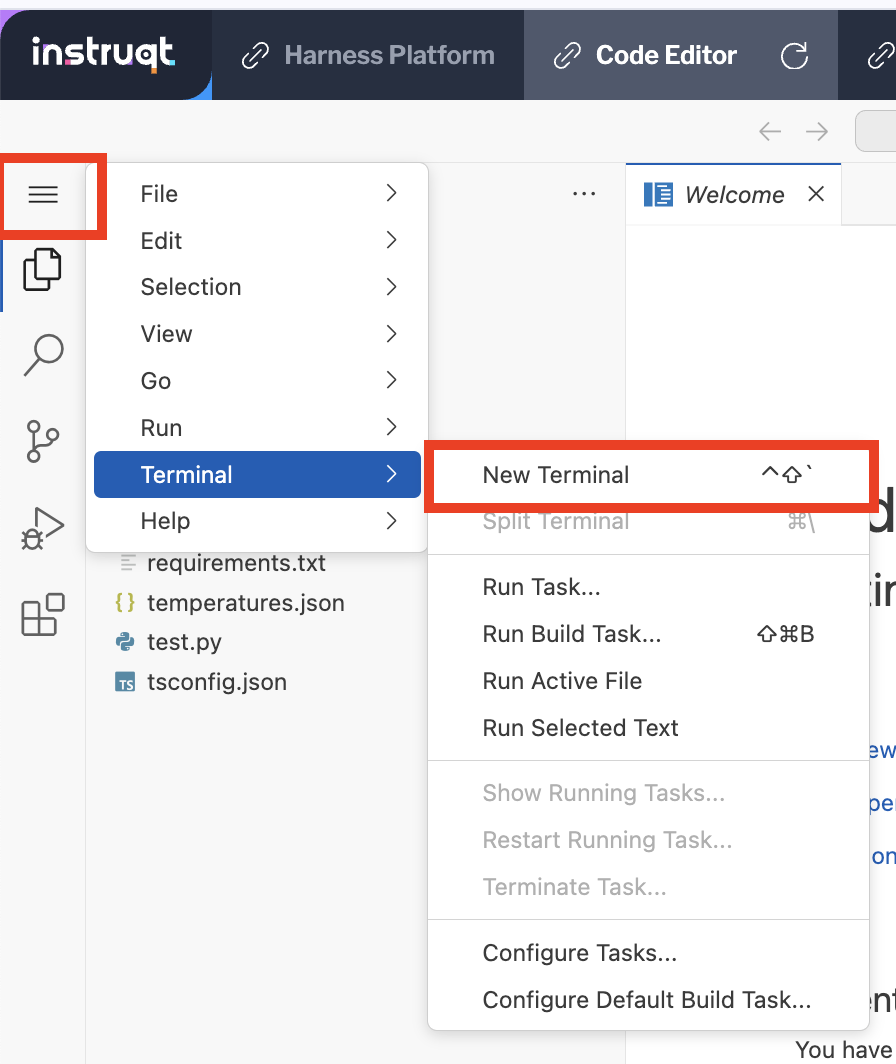 instruqt
Harness Platform
Code Editor
Welcome
File
Edit
Selection
View
Go
Run
Terminal
Help
New Terminal ^⇧`
Split Terminal ⌘\
Run Task...
Run Build Task... ⇧⌘B
Run Active File
Run Selected Text
Show Running Tasks...
Restart Running Task...
Terminate Task...
Configure Tasks...
Configure Default Build Task...
requirements.txt
{} temperatures.json
test.py
TS tsconfig.json
You have